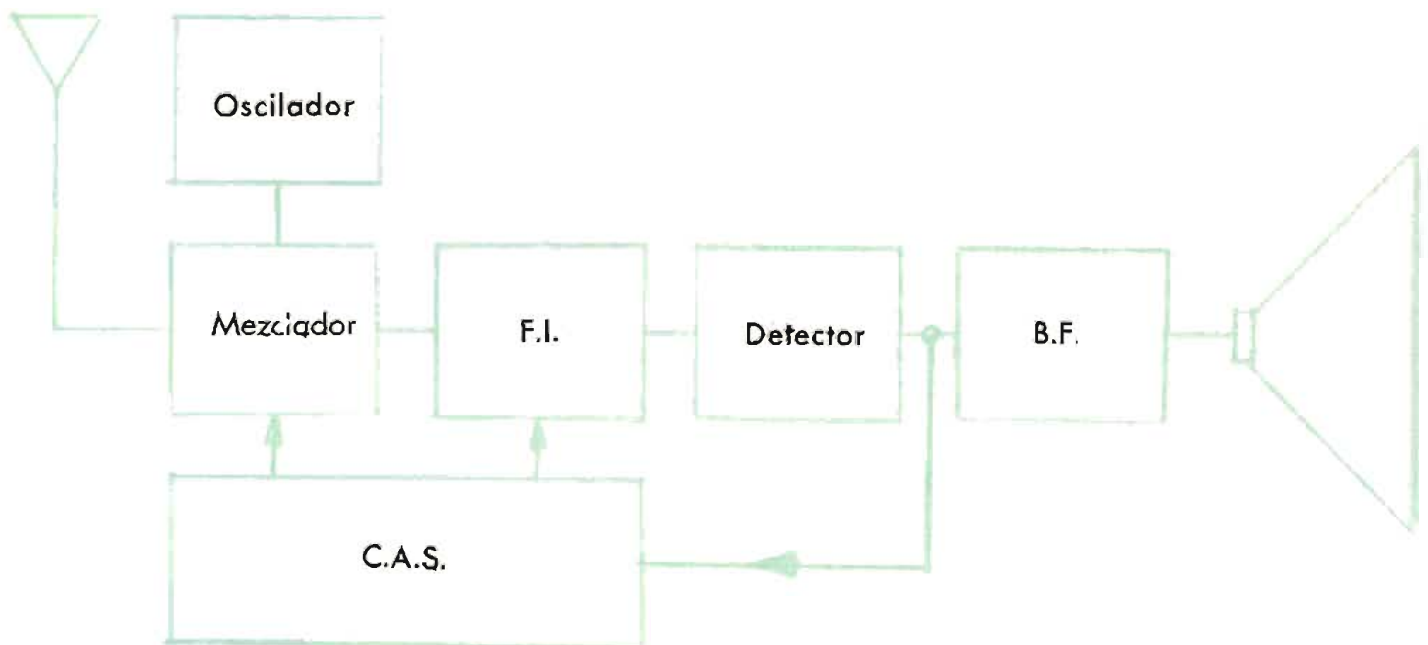 Oscilador
Mezclador
F.I.
Detector
B.F.
C.A.S.